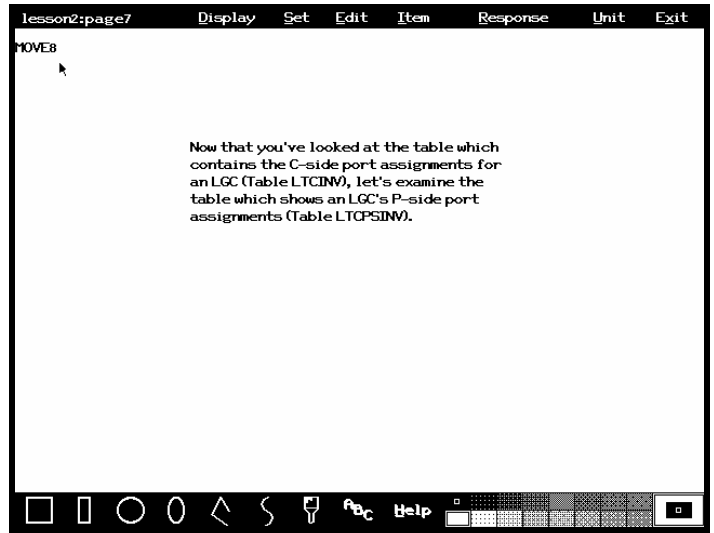 lesson2:page7 Display Set Edit Item Response Unit Exit
MOVE8
Now that you've looked at the table which
contains the C-side port assignments for
an LGC (Table LTCINV), let's examine the
table which shows an LGC's P-side port
assignments (Table LTCPSINV).
ABC Help